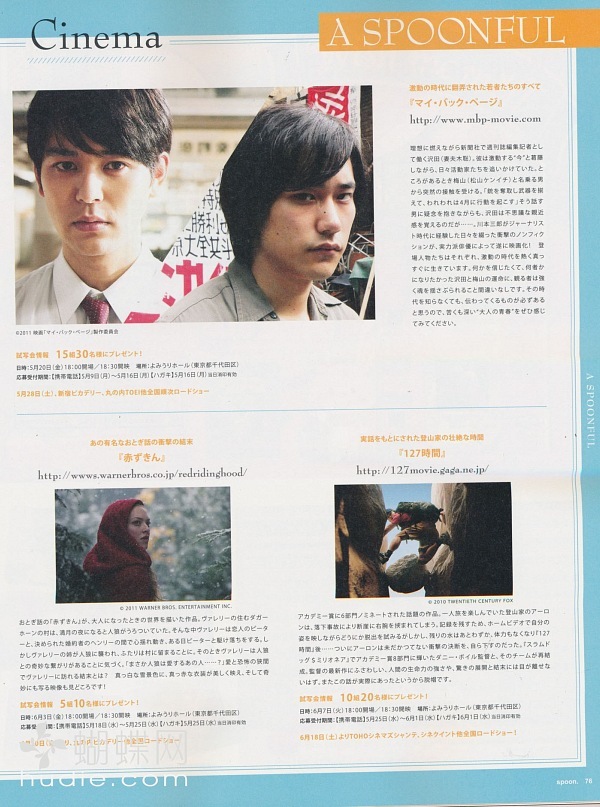 Cinema
A SPOONFUL
激動の時代に翻弄された若者たちのすべて
『マイ・バック・ページ』
http://www.mbp-movie.com
理想に燃えながら新聞社で週刊誌編集記者とし
て働く沢田(妻夫木聡)。彼は激動する“今”と葛藤
しながら、日々活動家たちを追いかけていた。と
ころがあるとき梅山(松山ケンイチ)と名乗る男
から突然の接触を受ける。「銃を奪取し武器を揃
えて、われわれは4月に行動を起こす」そう話す
男に疑念を抱きながらも、沢田は不思議な親近
感を覚えるのだが……。川本三郎がジャーナリス
ト時代に経験した日々を綴った衝撃のノンフィク
ションが、実力派俳優によって遂に映画化! 登
場人物たちはそれぞれ、激動の時代を熱く真っ
すぐに生きています。何かを信じたくて、何者か
になりたかった沢田と梅山の運命に、観る者は強
く魂を揺さぶられること間違いなしです。その時
代を知らなくても、伝わってくるものが必ずある
と思うので、苦くも深い“大人の青春”をぜひ感じ
てみてください。
©2011 映画「マイ・バック・ページ」製作委員会
試写会情報 15組30名様にプレゼント!
日時:5月20日(金)18:00開場/18:30開映 場所:よみうりホール(東京都千代田区)
応募受付期間:【携帯電話】5月9日(月)〜5月16日(月)【ハガキ】5月16日(月)当日消印有効
5月28日(土)、新宿ピカデリー、丸の内TOEI他全国順次ロードショー
A SPOONFUL
あの有名なおとぎ話の衝撃の結末
『赤ずきん』
http://wwws.warnerbros.co.jp/redridinghood/
© 2011 WARNER BROS. ENTERTAINMENT INC.
おとぎ話の「赤ずきん」が、大人になったときの世界を描いた作品。ヴァレリーの住むダガー
ホーンの村は、満月の夜になると人狼がうろついていた。そんな中ヴァレリーは恋人のピータ
ーと、決められた婚約者のヘンリーの間で心揺れ動き、ある日ピーターと駆け落ちをする。し
かしヴァレリーの姉が人狼に襲われ、ふたりは村に留まることに。そのときヴァレリーは人狼
との奇妙な繋がりがあることに気づく。「まさか人狼は愛するあの人……?」愛と恐怖の狭間
でヴァレリーに訪れる結末とは? 真っ白な雪景色に、真っ赤な衣装が美しく映え、そして奇
妙にも写る映像も見どころです!
試写会情報 5組10名様にプレゼント!
日時:6月3日(金)18:00開場/18:30開映 場所:よみうりホール(東京都千代田区)
応募受付期間:【携帯電話】5月18日(水)〜5月25日(水)【ハガキ】5月25日(水)当日消印有効
丸の内ピカデリー他全国ロードショー
実話をもとにされた登山家の壮絶な時間
『127時間』
http://127movie.gaga.ne.jp/
© 2010 TWENTIETH CENTURY FOX
アカデミー賞に6部門ノミネートされた話題の作品。一人旅を楽しんでいた登山家のアーロ
ンは、落下事故により断崖に右腕を挟まれてしまう。記録を残すため、ホームビデオで自分の
姿を映しながらどうにか脱出を試みるがしかし、残りの水はあとわずか、体力もなくなり「127
時間」後……ついにアーロンは未だかつてない衝撃の決断を、自ら下すのだった。『スラムド
ッグ$ミリオネア』でアカデミー賞8部門に輝いたダニー・ボイル監督と、そのチームが再結
成。監督の最新作にふさわしい、人間の生命力の強さや、驚きの展開と結末には目が離せな
いはず。またこの話が実際にあったというから脱帽です。
試写会情報 10組20名様にプレゼント!
日時:6月7日(火)18:00開場/18:30開映 場所:よみうりホール(東京都千代田区)
応募受付期間:【携帯電話】5月25日(水)〜6月1日(水)【ハガキ】6月1日(水)当日消印有効
6月18日(土)よりTOHOシネマズシャンテ、シネクイント他全国ロードショー!
蝴蝶网
hudie.com
spoon. 76